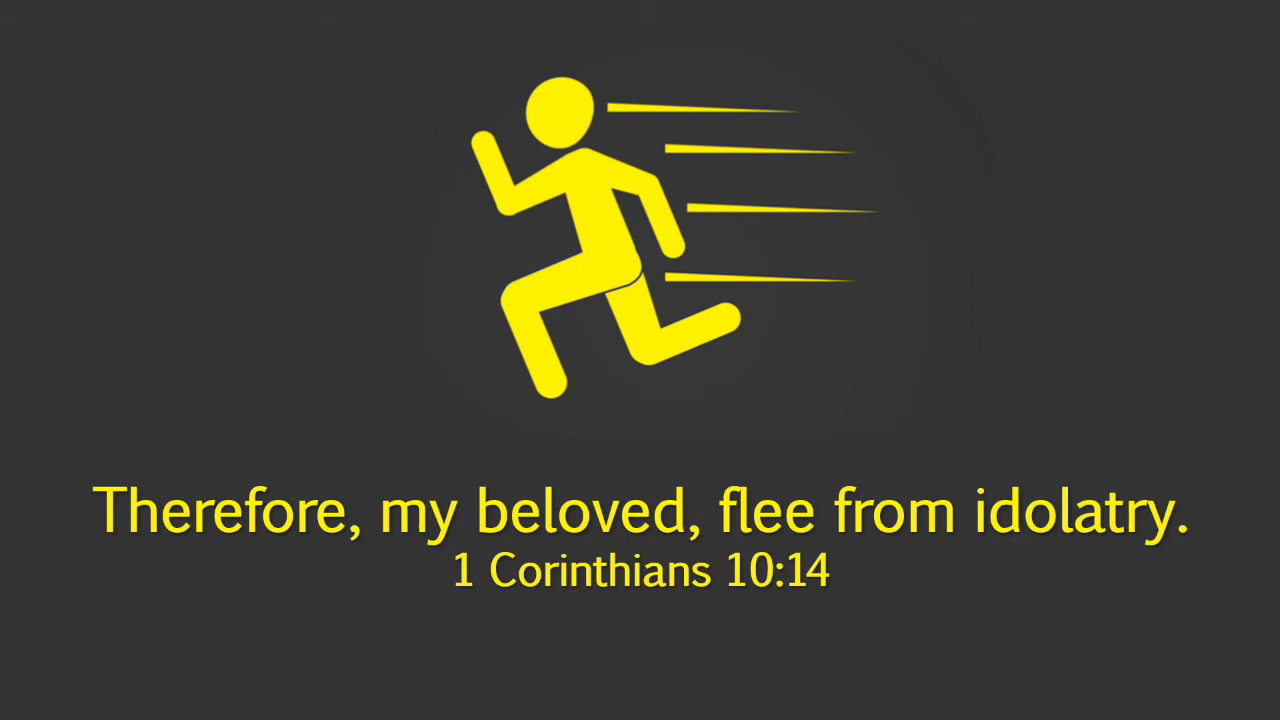 Therefore, my beloved, flee from idolatry.
1 Corinthians 10:14